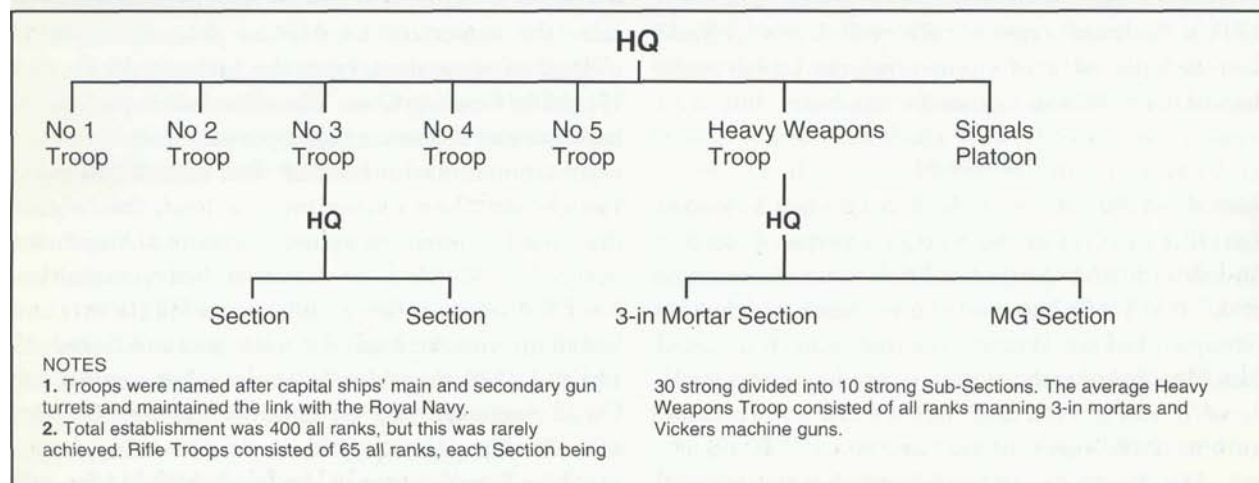 HQ
No 1 No 2 No 3 No 4 No 5 Heavy Weapons Signals
Troop Troop Troop Troop Troop Troop Platoon
HQ HQ
Section Section 3-in Mortar Section MG Section
NOTES
1. Troops were named after capital ships' main and secondary gun
turrets and maintained the link with the Royal Navy.
2. Total establishment was 400 all ranks, but this was rarely
achieved. Rifle Troops consisted of 65 all ranks, each Section being
30 strong divided into 10 strong Sub-Sections. The average Heavy
Weapons Troop consisted of all ranks manning 3-in mortars and
Vickers machine guns.